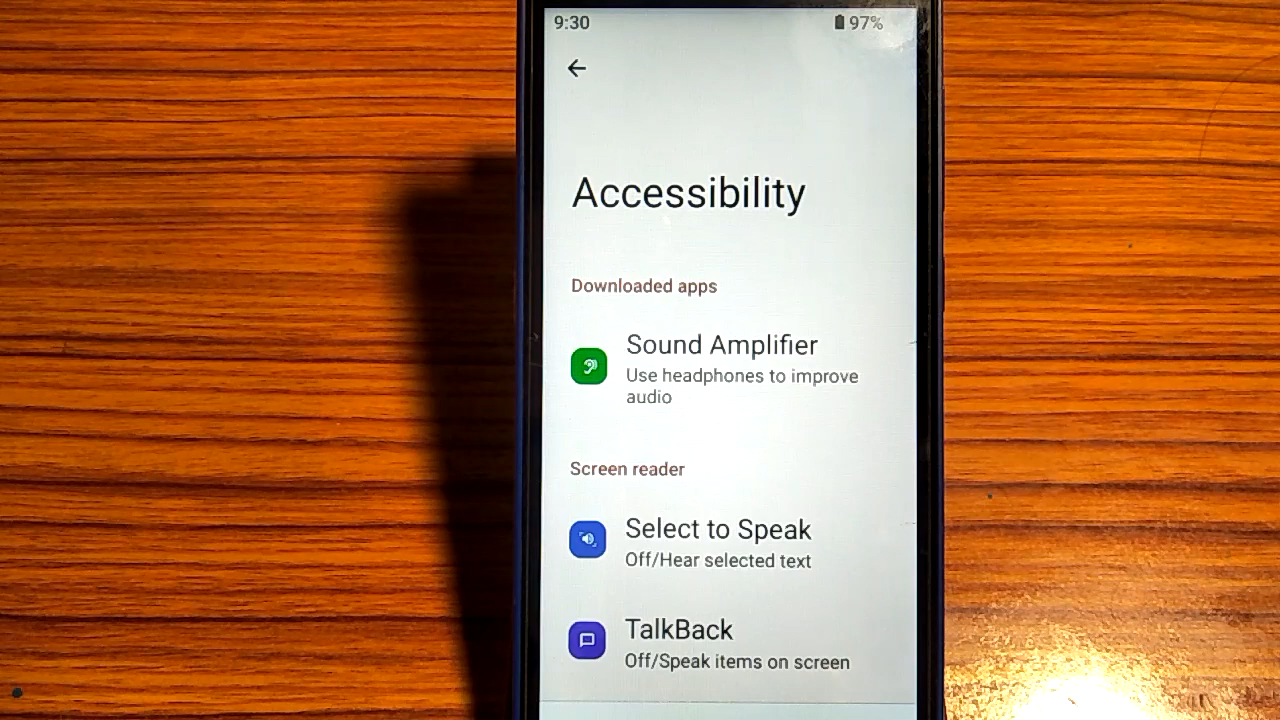 9:30 97%
Accessibility
Downloaded apps
Sound Amplifier
Use headphones to improve
audio
Screen reader
Select to Speak
Off/Hear selected text
TalkBack
Off/Speak items on screen